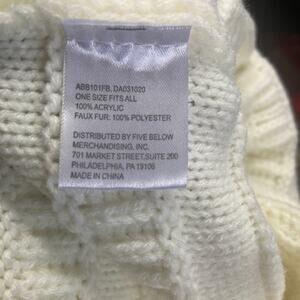 ABB101FB, DA031020
ONE SIZE FITS ALL
100% ACRYLIC
FAUX FUR: 100% POLYESTER
DISTRIBUTED BY FIVE BELOW
MERCHANDISING, INC.
701 MARKET STREET,SUITE 200
PHILADELPHIA, PA 19106
MADE IN CHINA